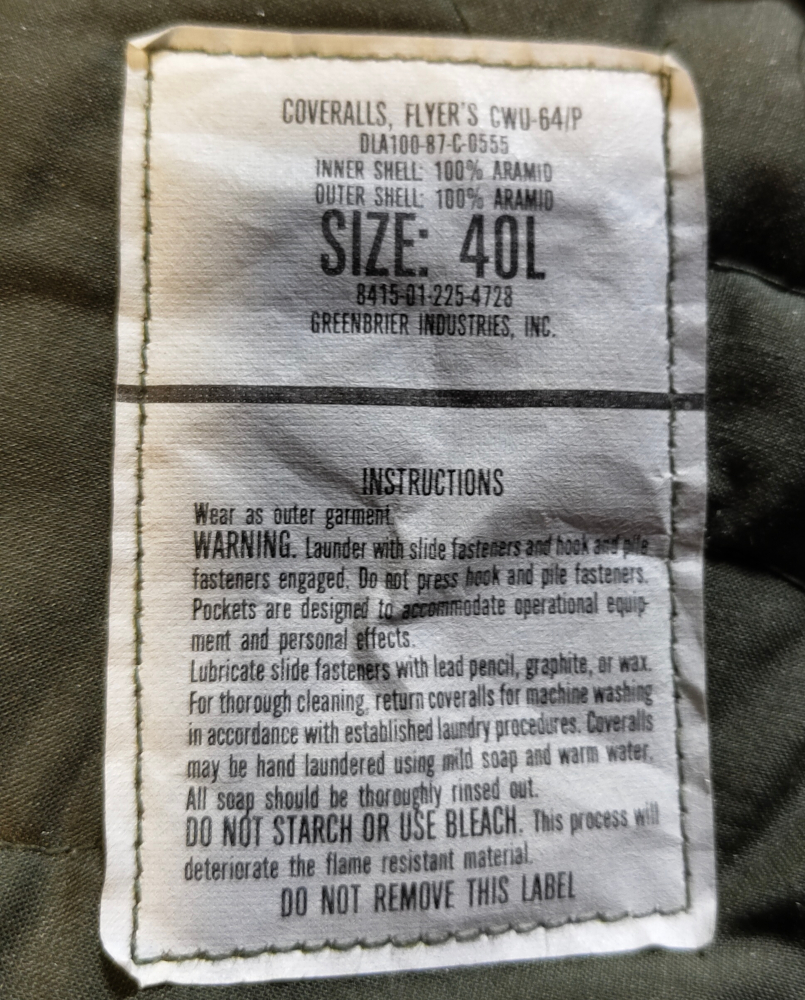 COVERALLS, FLYER'S CWU-64/P
DLA100-87-C-0555
INNER SHELL: 100% ARAMID
OUTER SHELL: 100% ARAMID
SIZE: 40L
8415-01-225-4728
GREENBRIER INDUSTRIES, INC.
INSTRUCTIONS
Wear as outer garment.
WARNING. Launder with slide fasteners and hook and pile
fasteners engaged. Do not press hook and pile fasteners.
Pockets are designed to accommodate operational equip-
ment and personal effects.
Lubricate slide fasteners with lead pencil, graphite, or wax.
For thorough cleaning, return coveralls for machine washing
in accordance with established laundry procedures. Coveralls
may be hand laundered using mild soap and warm water.
All soap should be thoroughly rinsed out.
DO NOT STARCH OR USE BLEACH. This process will
deteriorate the flame resistant material.
DO NOT REMOVE THIS LABEL